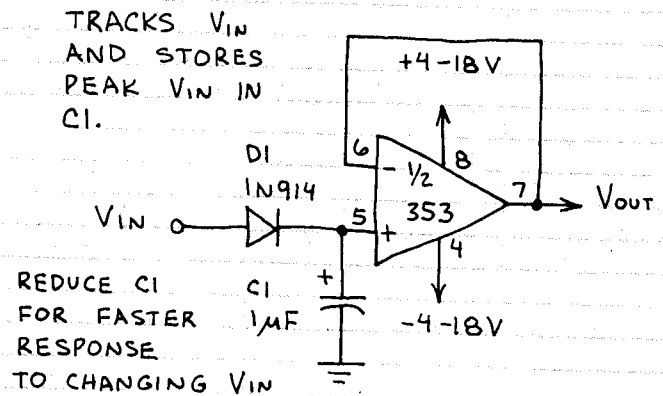 TRACKS VIN
AND STORES
PEAK VIN IN
C1.
+4-18V
6
-
1/2
8
D1
1N914
353
7
VOUT
VIN
5
+
4
REDUCE C1
FOR FASTER
RESPONSE
TO CHANGING VIN
C1
1µF
+
-4-18V